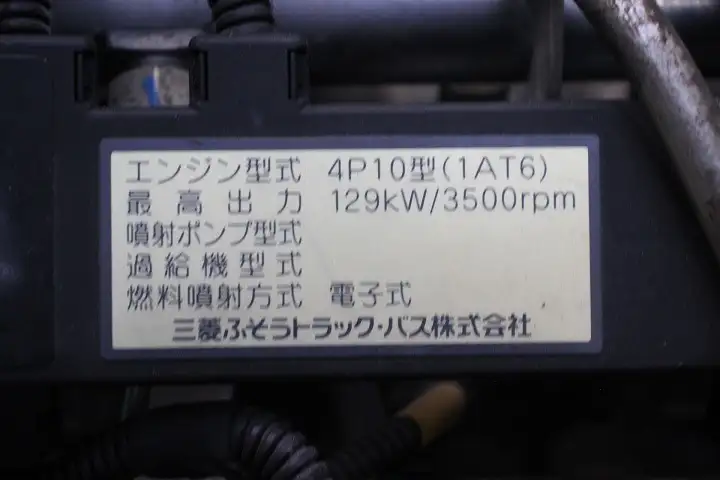 エンジン型式 4P10型(1AT6)
最高出力 129kW/3500rpm
噴射ポンプ型式
過給機型式
燃料噴射方式 電子式
三菱ふそうトラック・バス株式会社